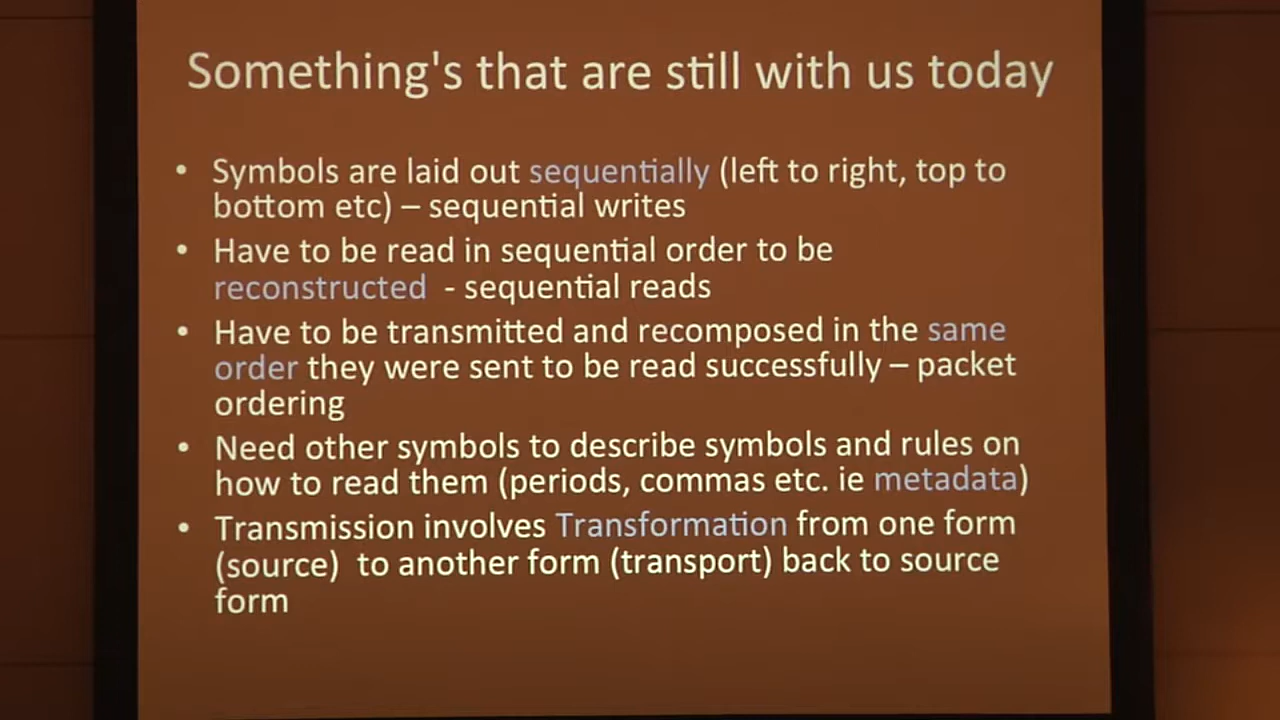 Something's that are still with us today
• Symbols are laid out sequentially (left to right, top to
bottom etc) – sequential writes
• Have to be read in sequential order to be
reconstructed - sequential reads
• Have to be transmitted and recomposed in the same
order they were sent to be read successfully – packet
ordering
• Need other symbols to describe symbols and rules on
how to read them (periods, commas etc. ie metadata)
• Transmission involves Transformation from one form
(source) to another form (transport) back to source
form